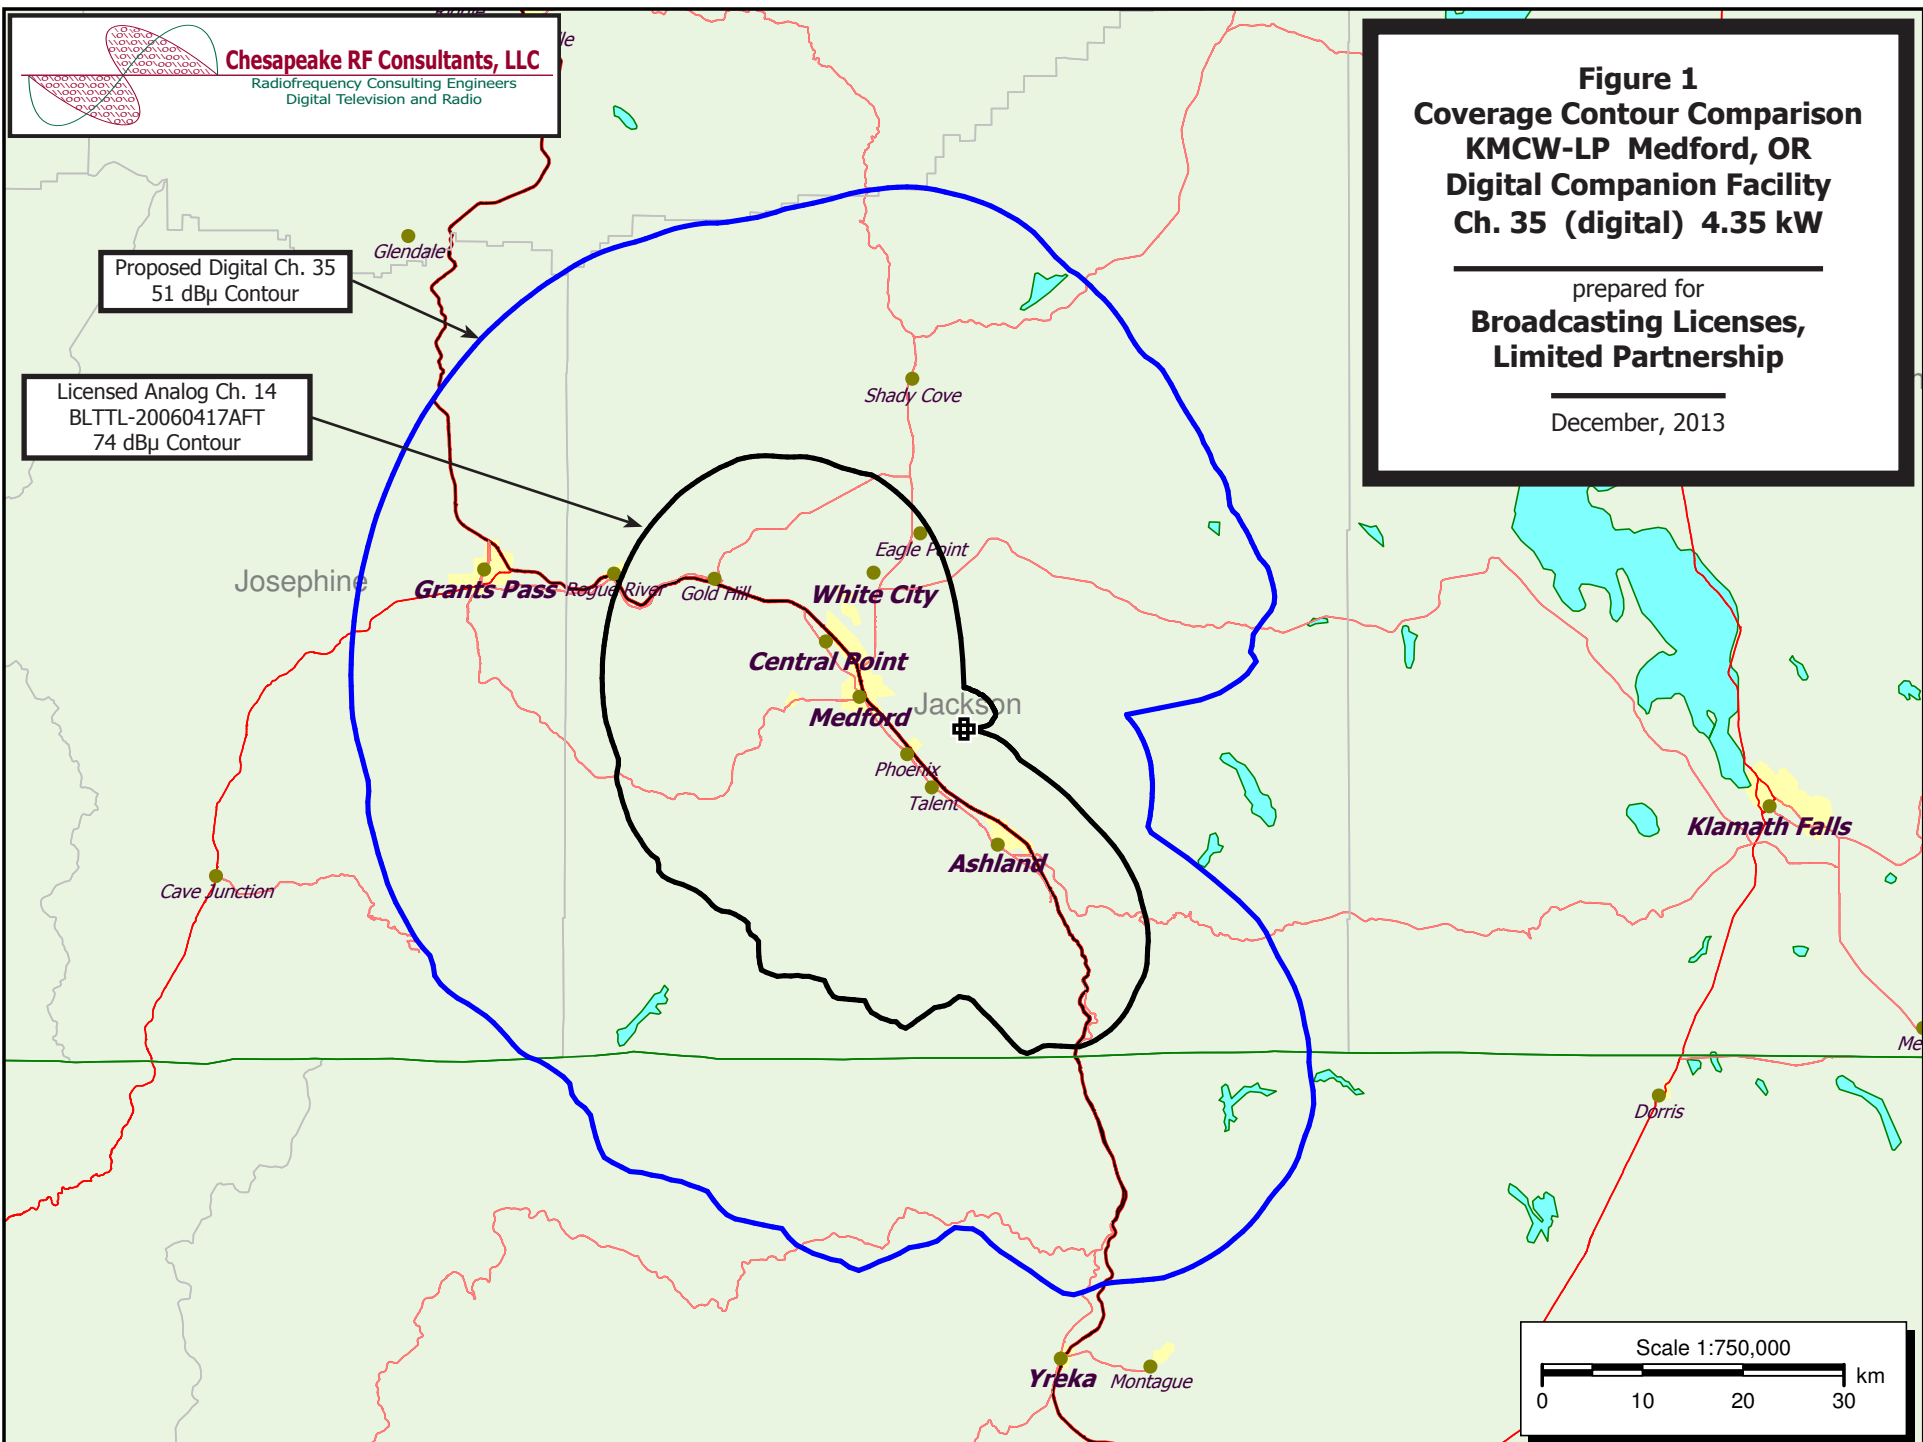 Riddle
Chesapeake RF Consultants, LLC
Radiofrequency Consulting Engineers
Digital Television and Radio
Figure 1
Coverage Contour Comparison
KMCW-LP Medford, OR
Digital Companion Facility
Ch. 35 (digital) 4.35 kW
prepared for
Broadcasting Licenses,
Limited Partnership
December, 2013
Glendale
Proposed Digital Ch. 35
51 dBµ Contour
Licensed Analog Ch. 14
BLTTL-20060417AFT
74 dBµ Contour
Shady Cove
Eagle Point
Josephine
Grants Pass
Rogue River
Gold Hill
White City
Central Point
Jackson
Medford
Phoenix
Talent
Ashland
Klamath Falls
Cave Junction
Me
Dorris
Yreka
Montague
Scale 1:750,000
km
0 10 20 30